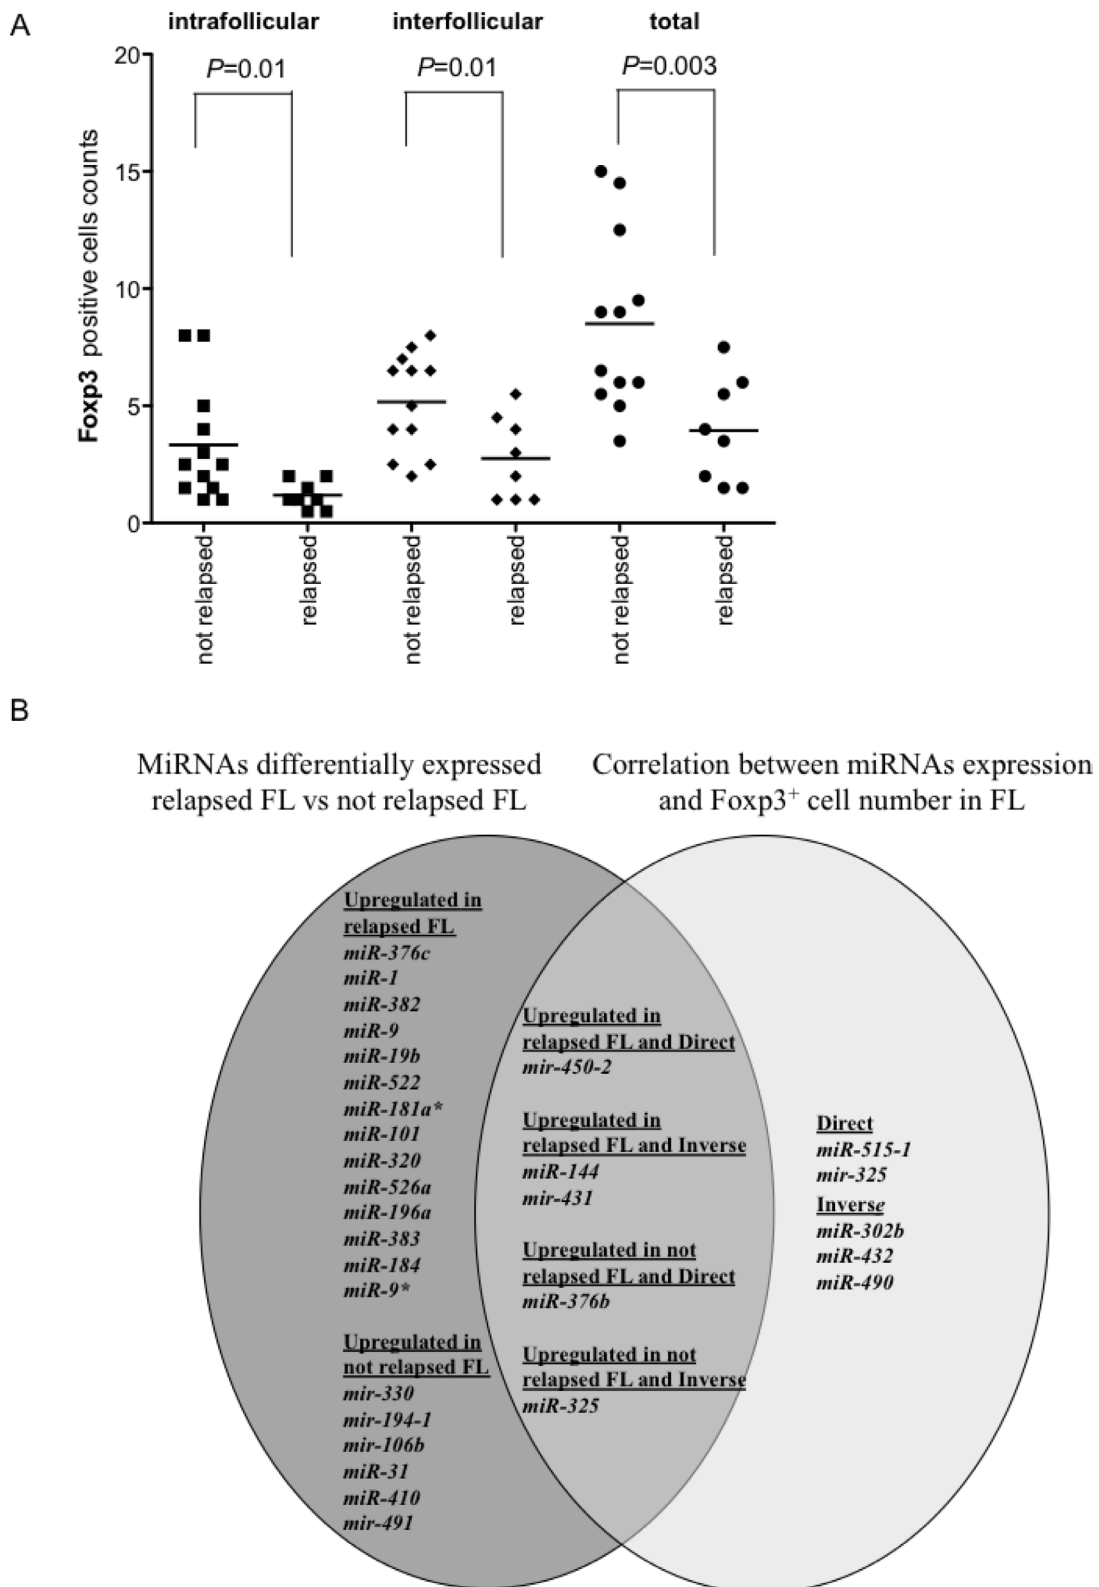 A
intrafollicular interfollicular total
P=0.01 P=0.01 P=0.003
Foxp3 positive cells counts
20
15
10
5
0
not relapsed
relapsed
not relapsed
relapsed
not relapsed
relapsed
B
MiRNAs differentially expressed
relapsed FL vs not relapsed FL
Correlation between miRNAs expression
and Foxp3⁺ cell number in FL
Upregulated in
relapsed FL
miR-376c
miR-1
miR-382
miR-9
miR-19b
miR-522
miR-181a*
miR-101
miR-320
miR-526a
miR-196a
miR-383
miR-184
miR-9*
Upregulated in
not relapsed FL
mir-330
mir-194-1
mir-106b
miR-31
miR-410
mir-491
Upregulated in
relapsed FL and Direct
mir-450-2
Upregulated in
relapsed FL and Inverse
miR-144
mir-431
Upregulated in not
relapsed FL and Direct
miR-376b
Upregulated in not
relapsed FL and Inverse
miR-325
Direct
miR-515-1
mir-325
Inverse
miR-302b
miR-432
miR-490